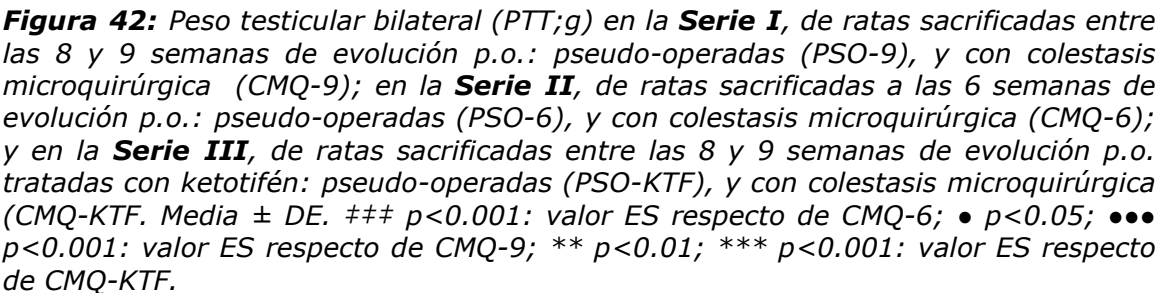 Figura 42: Peso testicular bilateral (PTT;g) en la Serie I, de ratas sacrificadas entre
las 8 y 9 semanas de evolución p.o.: pseudo-operadas (PSO-9), y con colestasis
microquirúrgica (CMQ-9); en la Serie II, de ratas sacrificadas a las 6 semanas de
evolución p.o.: pseudo-operadas (PSO-6), y con colestasis microquirúrgica (CMQ-6);
y en la Serie III, de ratas sacrificadas entre las 8 y 9 semanas de evolución p.o.
tratadas con ketotifén: pseudo-operadas (PSO-KTF), y con colestasis microquirúrgica
(CMQ-KTF. Media ± DE. ‡‡‡ p<0.001: valor ES respecto de CMQ-6; ● p<0.05; ●●●
p<0.001: valor ES respecto de CMQ-9; ** p<0.01; *** p<0.001: valor ES respecto
de CMQ-KTF.